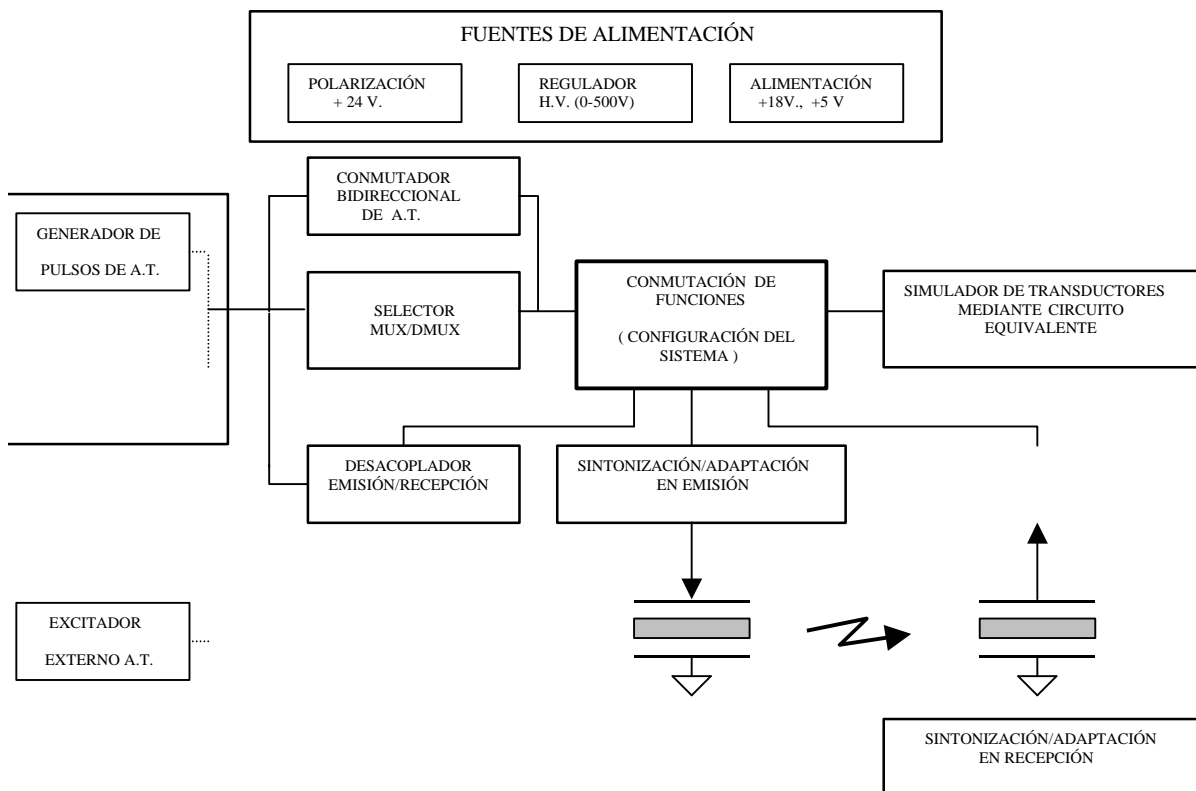 FUENTES DE ALIMENTACIÓN
POLARIZACIÓN
+ 24 V.
REGULADOR
H.V. (0-500V)
ALIMENTACIÓN
+18V., +5 V
CONMUTADOR
BIDIRECCIONAL
DE A.T.
GENERADOR DE
PULSOS DE A.T.
SELECTOR
MUX/DMUX
CONMUTACIÓN DE
FUNCIONES
( CONFIGURACIÓN DEL
SISTEMA )
SIMULADOR DE TRANSDUCTORES
MEDIANTE CIRCUITO
EQUIVALENTE
DESACOPLADOR
EMISIÓN/RECEPCIÓN
SINTONIZACIÓN/ADAPTACIÓN
EN EMISIÓN
EXCITADOR
EXTERNO A.T.
SINTONIZACIÓN/ADAPTACIÓN
EN RECEPCIÓN